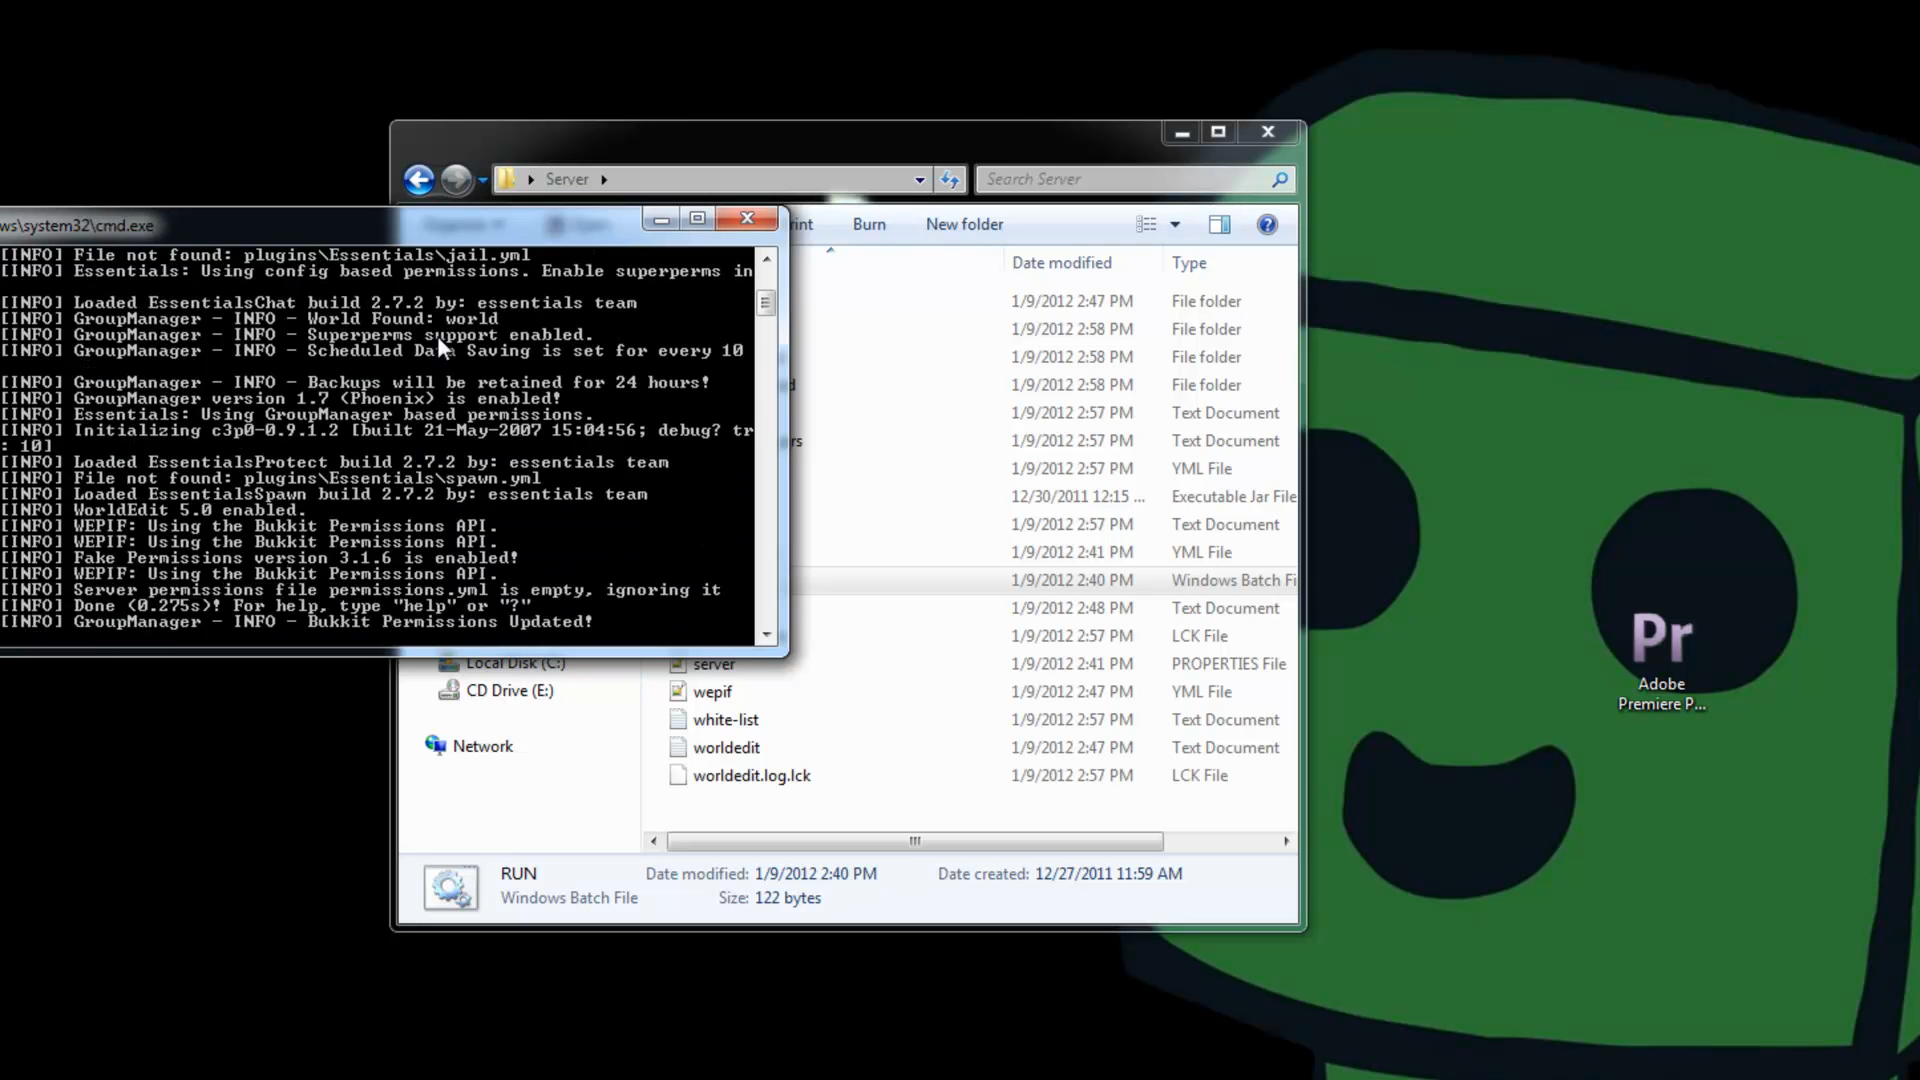 Server
Search Server
ws\system32\cmd.exe
rint
Burn
New folder
[INFO] File not found: plugins\Essentials\jail.yml
[INFO] Essentials: Using config based permissions. Enable superperms in
[INFO] Loaded EssentialsChat build 2.7.2 by: essentials team
[INFO] GroupManager - INFO - World Found: world
[INFO] GroupManager - INFO - Superperms support enabled.
[INFO] GroupManager - INFO - Scheduled Data Saving is set for every 10
[INFO] GroupManager - INFO - Backups will be retained for 24 hours!
[INFO] GroupManager version 1.7 (Phoenix) is enabled!
[INFO] Essentials: Using GroupManager based permissions.
[INFO] Initializing c3p0-0.9.1.2 [built 21-May-2007 15:04:56; debug? tr
: 10]
[INFO] Loaded EssentialsProtect build 2.7.2 by: essentials team
[INFO] File not found: plugins\Essentials\spawn.yml
[INFO] Loaded EssentialsSpawn build 2.7.2 by: essentials team
[INFO] WorldEdit 5.0 enabled.
[INFO] WEPIF: Using the Bukkit Permissions API.
[INFO] WEPIF: Using the Bukkit Permissions API.
[INFO] Fake Permissions version 3.1.6 is enabled!
[INFO] WEPIF: Using the Bukkit Permissions API.
[INFO] Server permissions file permissions.yml is empty, ignoring it
[INFO] Done (0.275s)! For help, type "help" or "?"
[INFO] GroupManager - INFO - Bukkit Permissions Updated!
Date modified Type
1/9/2012 2:47 PM File folder
1/9/2012 2:58 PM File folder
1/9/2012 2:58 PM File folder
d 1/9/2012 2:58 PM File folder
1/9/2012 2:57 PM Text Document
rs 1/9/2012 2:57 PM Text Document
1/9/2012 2:57 PM YML File
12/30/2011 12:15 ... Executable Jar File
1/9/2012 2:57 PM Text Document
1/9/2012 2:41 PM YML File
1/9/2012 2:40 PM Windows Batch Fi
1/9/2012 2:48 PM Text Document
1/9/2012 2:57 PM LCK File
server 1/9/2012 2:41 PM PROPERTIES File
wepif 1/9/2012 2:47 PM YML File
white-list 1/9/2012 2:57 PM Text Document
worldedit 1/9/2012 2:47 PM Text Document
worldedit.log.lck 1/9/2012 2:57 PM LCK File
Local Disk (C:)
CD Drive (E:)
Network
RUN Date modified: 1/9/2012 2:40 PM Date created: 12/27/2011 11:59 AM
Windows Batch File Size: 122 bytes
Pr
Adobe
Premiere P...